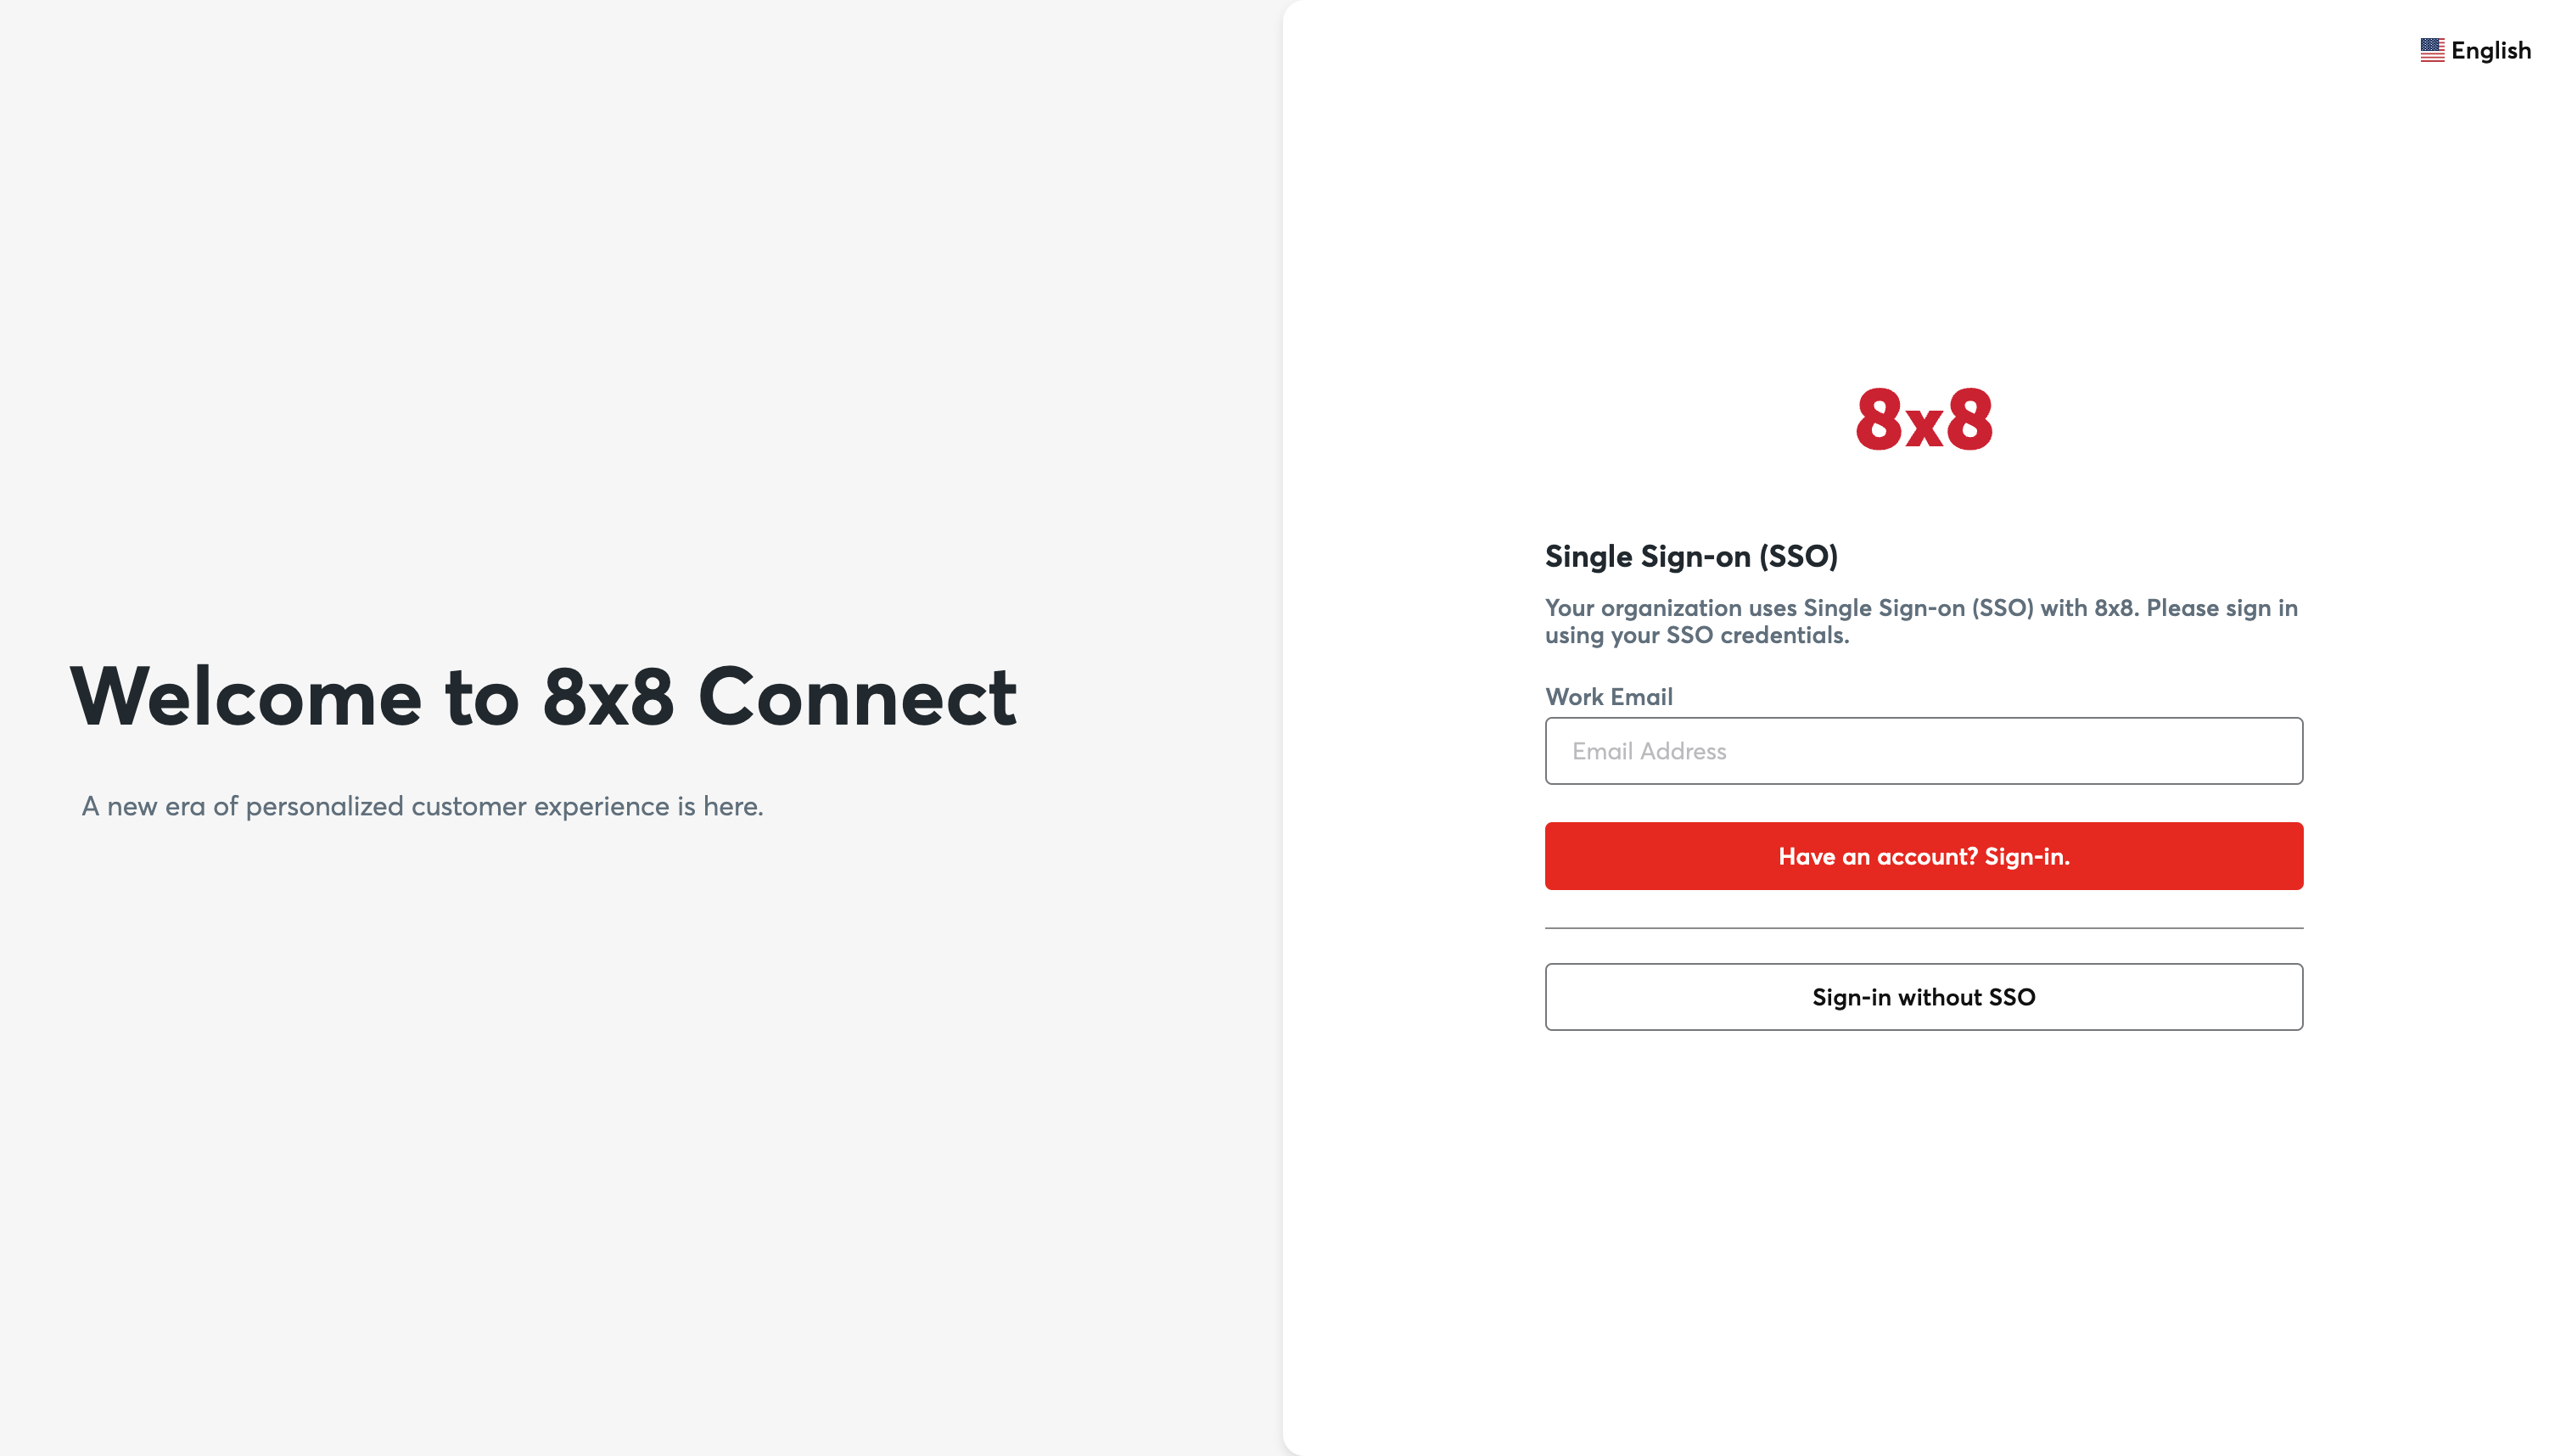 English
Welcome to 8x8 Connect
A new era of personalized customer experience is here.
8x8
Single Sign-on (SSO)
Your organization uses Single Sign-on (SSO) with 8x8. Please sign in
using your SSO credentials.
Work Email
Email Address
Have an account? Sign-in.
Sign-in without SSO